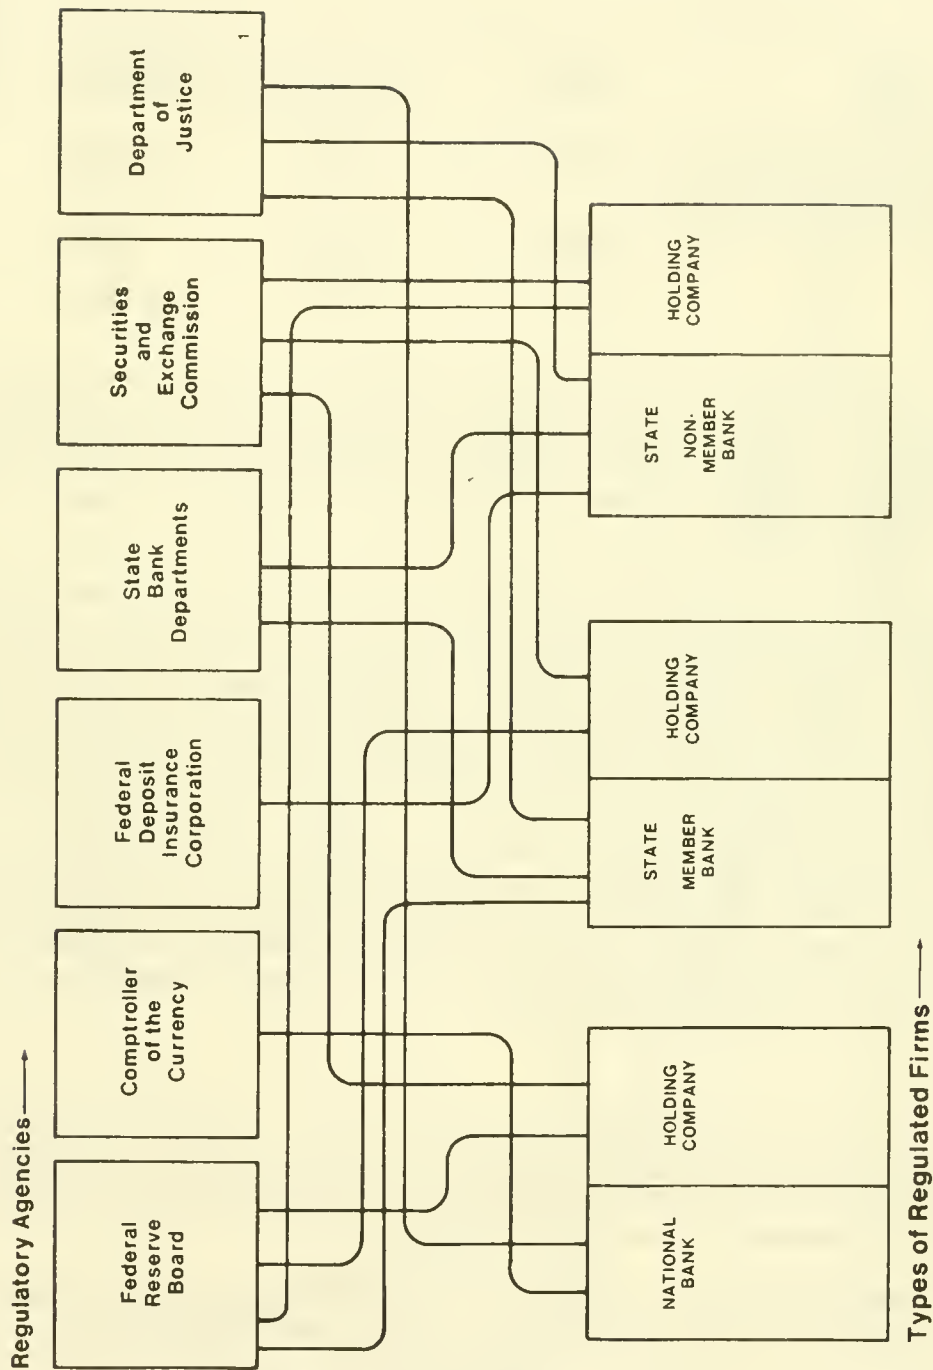 Regulatory Agencies
Federal
Reserve
Board
Comptroller
of the
Currency
Federal
Deposit
Insurance
Corporation
State
Bank
Departments
Securities
and
Exchange
Commission
Department
of
Justice
1
NATIONAL
BANK
HOLDING
COMPANY
STATE
MEMBER
BANK
HOLDING
COMPANY
STATE
NON-
MEMBER
BANK
HOLDING
COMPANY
Types of Regulated Firms